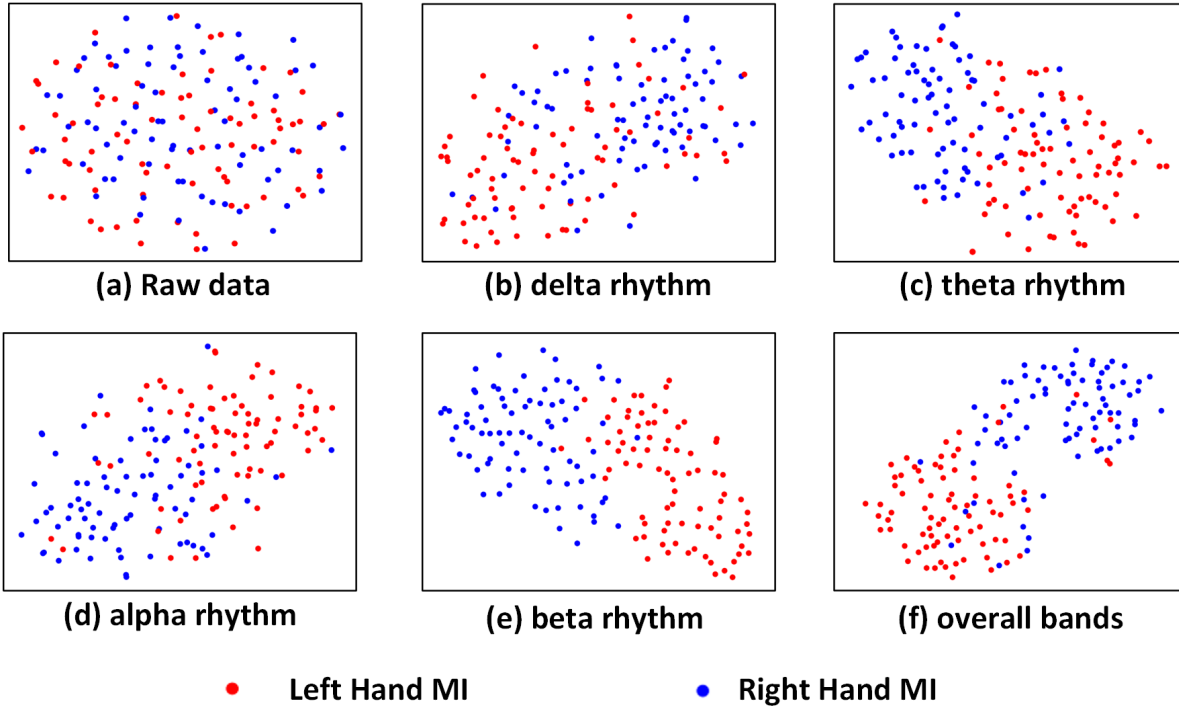 (a) Raw data
(b) delta rhythm
(c) theta rhythm
(d) alpha rhythm
(e) beta rhythm
(f) overall bands
Left Hand MI
Right Hand MI